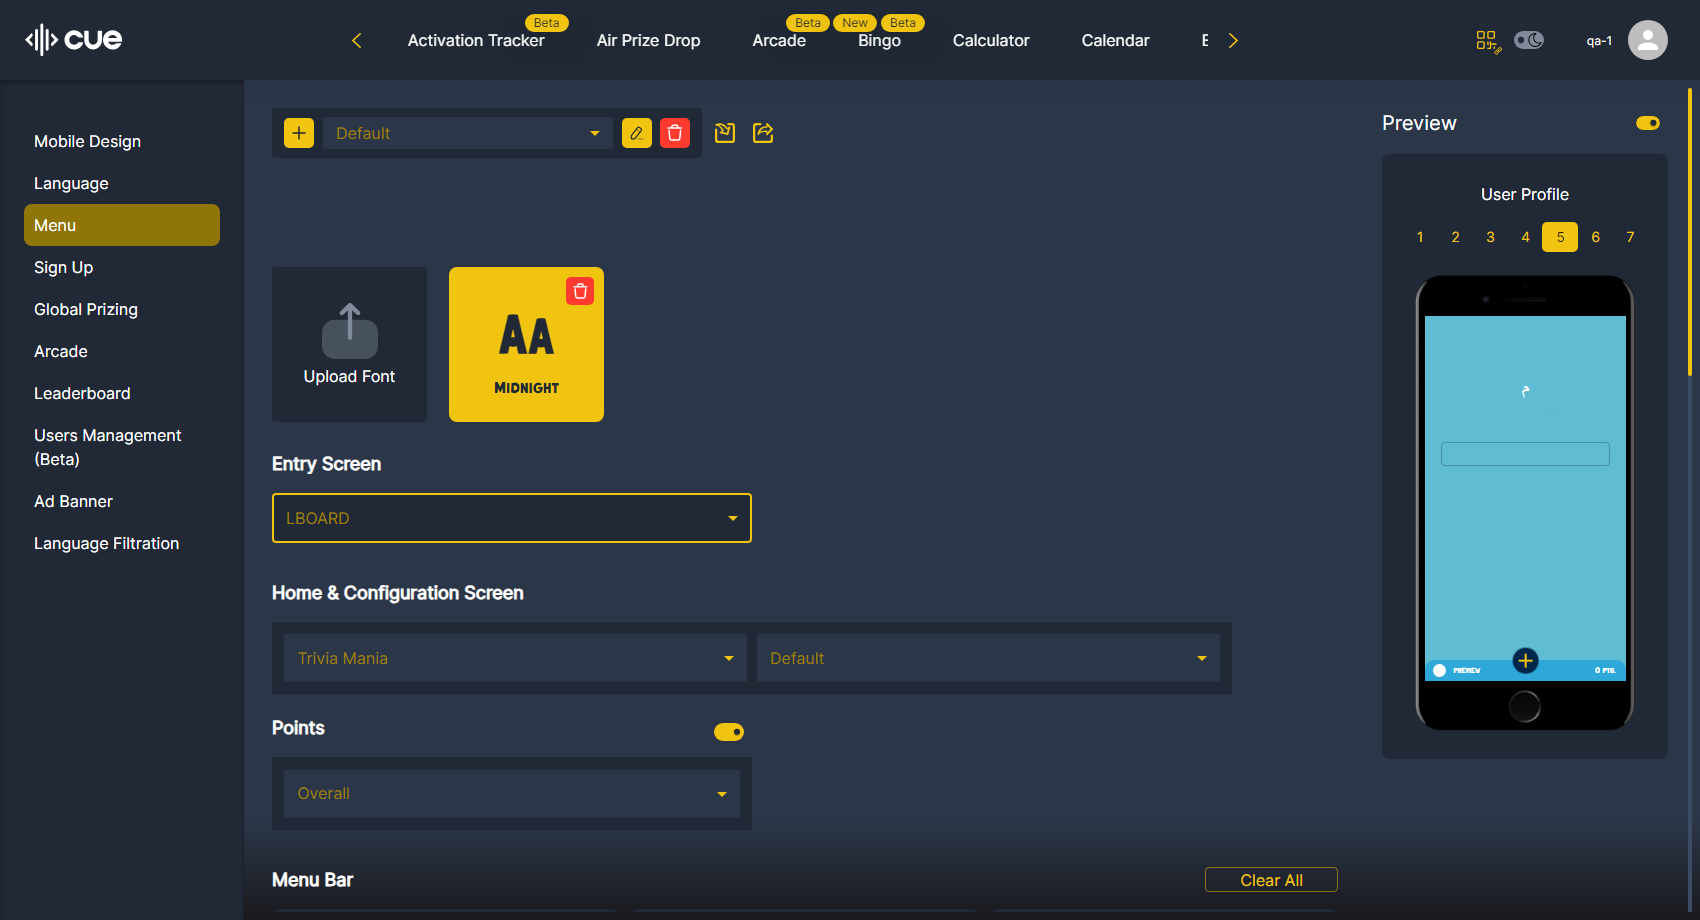 cue
Beta
Beta
New
Beta
Activation Tracker
Air Prize Drop
Arcade
Bingo
Calculator
Calendar
qa-1
Mobile Design
Language
Menu
Sign Up
Global Prizing
Arcade
Leaderboard
Users Management
(Beta)
Ad Banner
Language Filtration
Default
Upload Font
AA
MIDNIGHT
Entry Screen
LBOARD
Home & Configuration Screen
Trivia Mania
Default
Points
Overall
Menu Bar
Clear All
Preview
User Profile
1 2 3 4 5 6 7
م
PREVIEW
0 PTS.